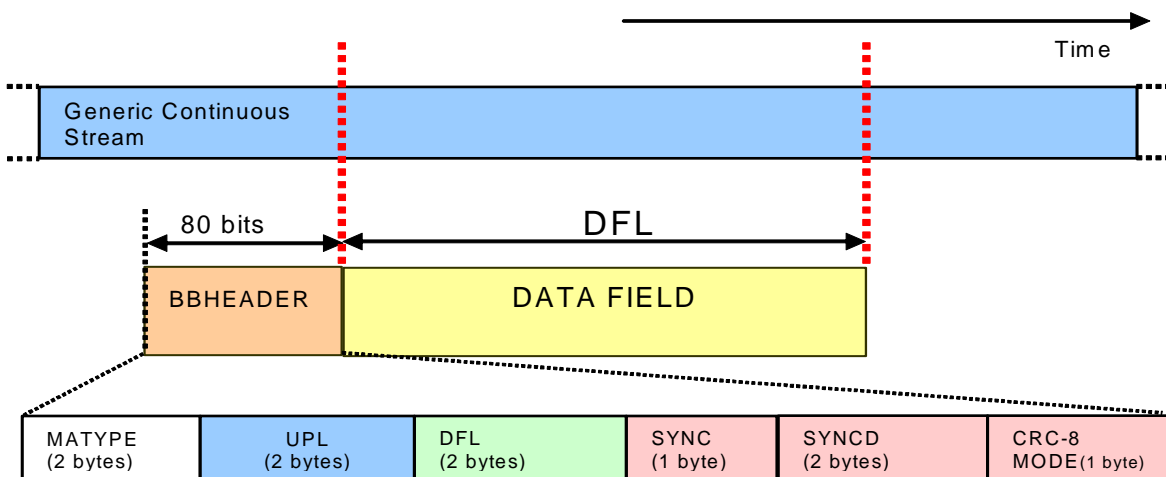 Time
Generic Continuous
Stream
80 bits
DFL
BBHEADER
DATA FIELD
MATYPE
(2 bytes)
UPL
(2 bytes)
DFL
(2 bytes)
SYNC
(1 byte)
SYNCD
(2 bytes)
CRC-8
MODE(1 byte)